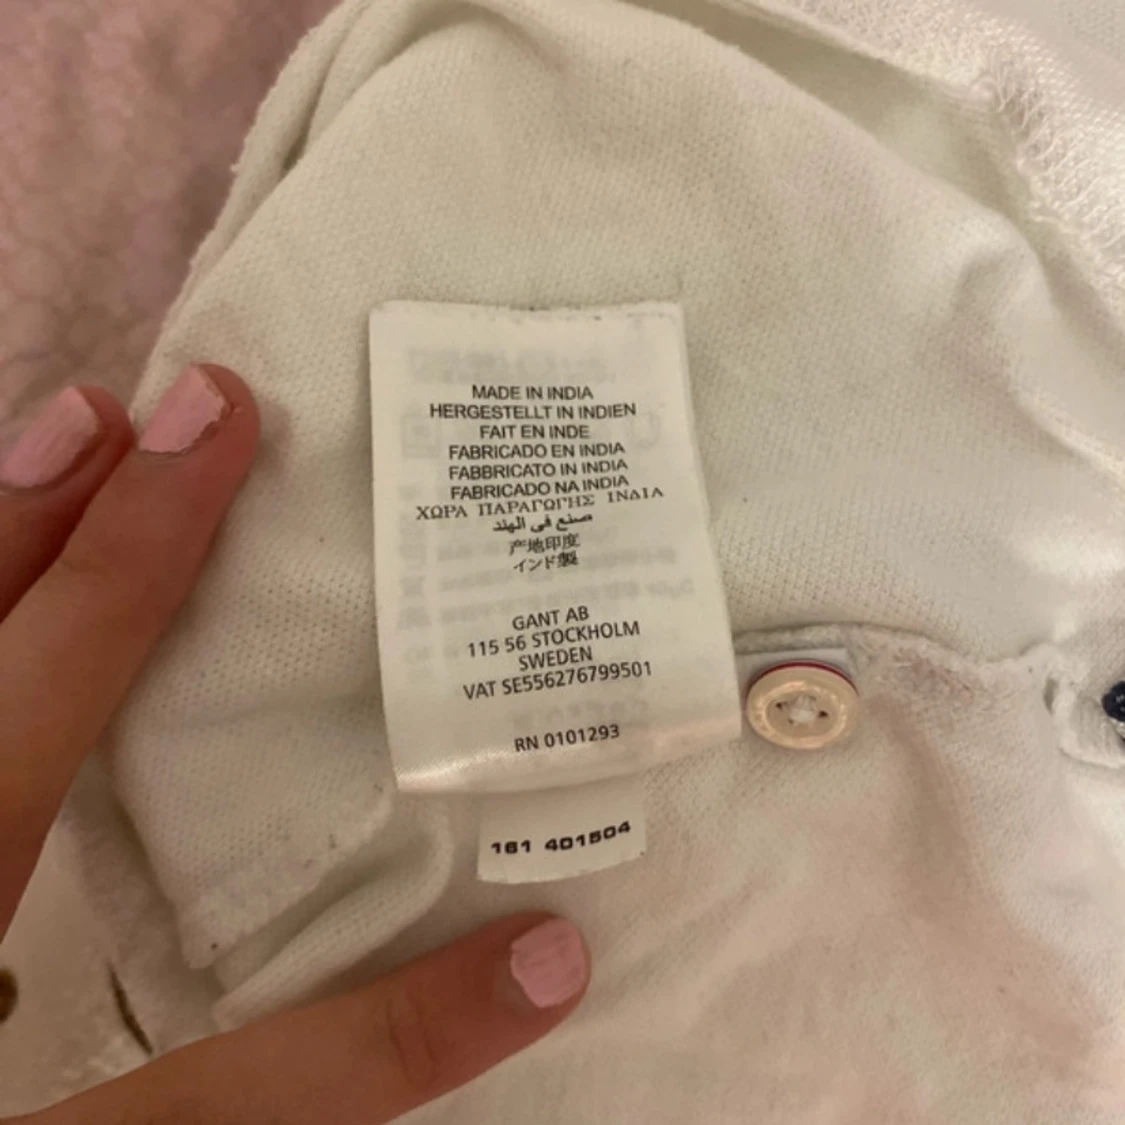 MADE IN INDIA
HERGESTELLT IN INDIEN
FAIT EN INDE
FABRICADO EN INDIA
FABBRICATO IN INDIA
FABRICADO NA INDIA
ΧΩΡΑ ΠΑΡΑΓΩΓΗΣ ΙΝΔΙΑ
صنع فى الهند
产地印度
インド製
GANT AB
115 56 STOCKHOLM
SWEDEN
VAT SE556276799501
RN 0101293
161 401504